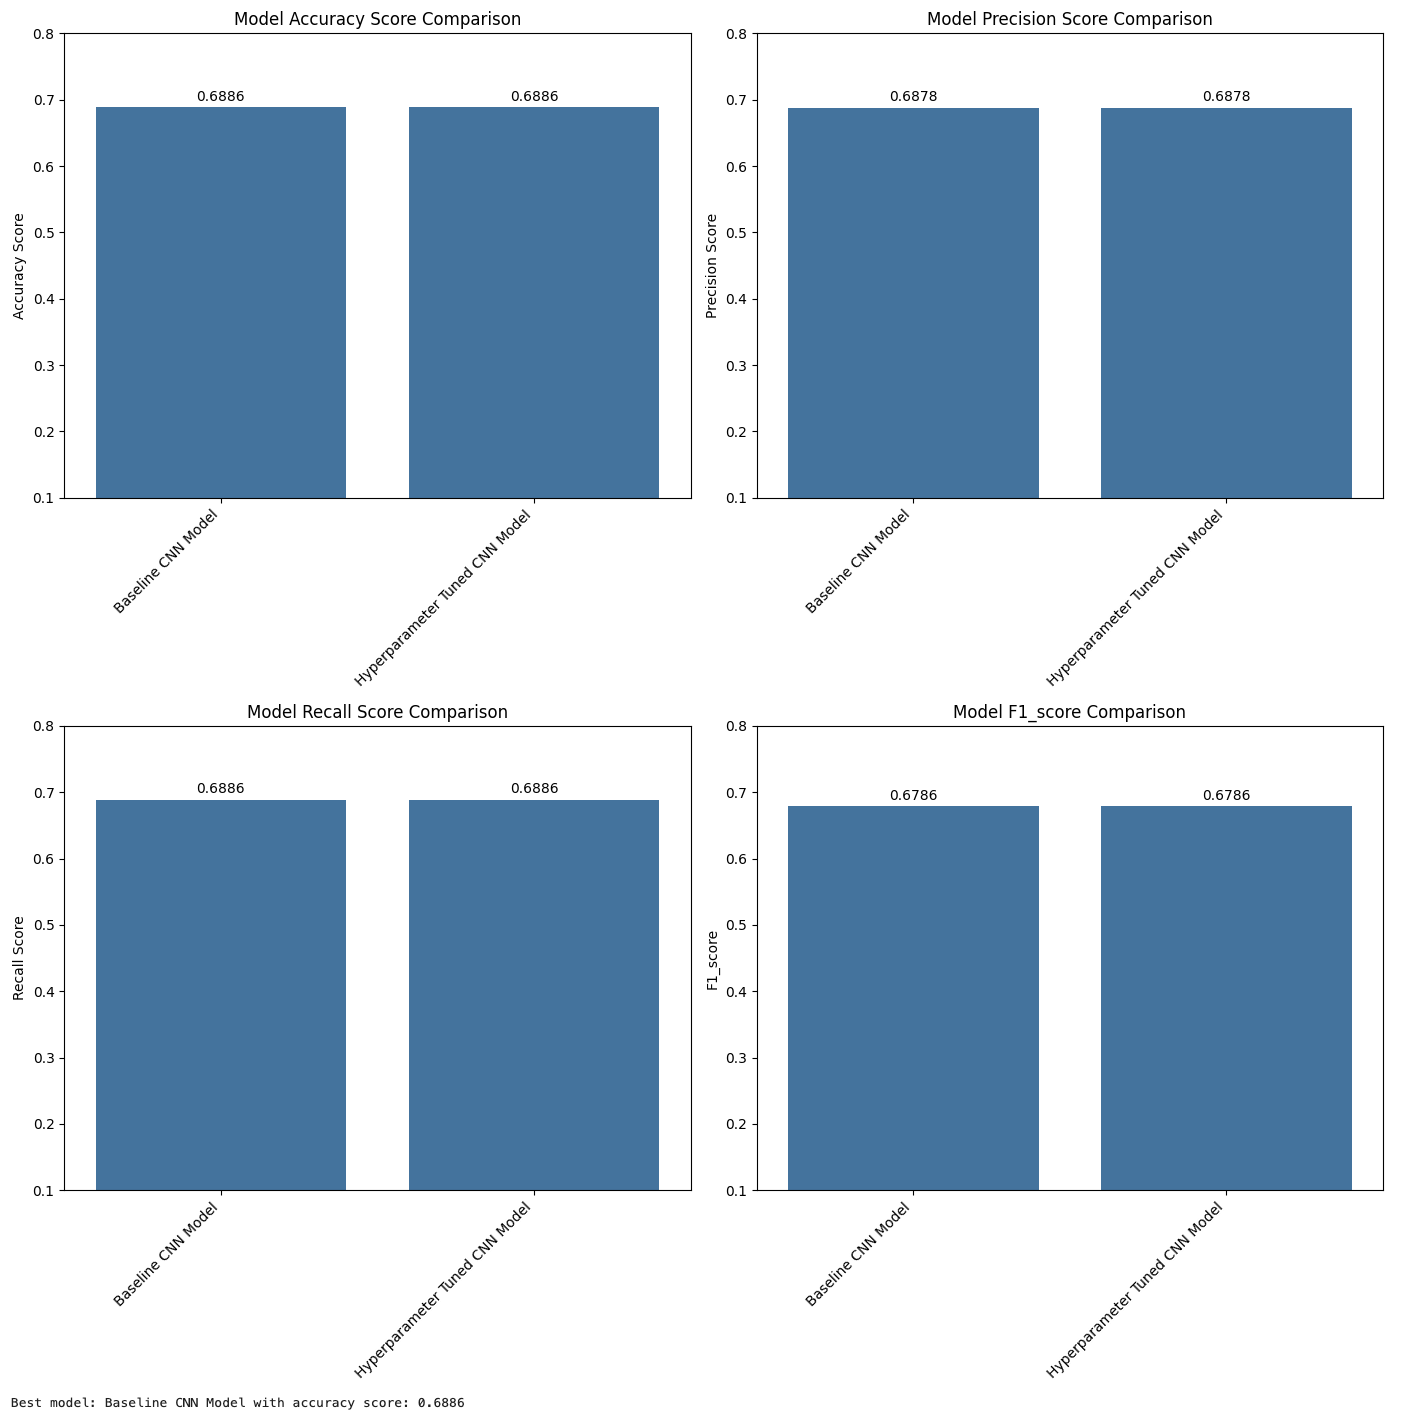 Model Accuracy Score Comparison
0.8
0.7
0.6
0.5
0.4
0.3
0.2
0.1
Accuracy Score
0.6886
0.6886
Baseline CNN Model
Hyperparameter Tuned CNN Model
Model Precision Score Comparison
0.8
0.7
0.6
0.5
0.4
0.3
0.2
0.1
Precision Score
0.6878
0.6878
Baseline CNN Model
Hyperparameter Tuned CNN Model
Model Recall Score Comparison
0.8
0.7
0.6
0.5
0.4
0.3
0.2
0.1
Recall Score
0.6886
0.6886
Baseline CNN Model
Hyperparameter Tuned CNN Model
Model F1_score Comparison
0.8
0.7
0.6
0.5
0.4
0.3
0.2
0.1
F1_score
0.6786
0.6786
Baseline CNN Model
Hyperparameter Tuned CNN Model
Best model: Baseline CNN Model with accuracy score: 0.6886